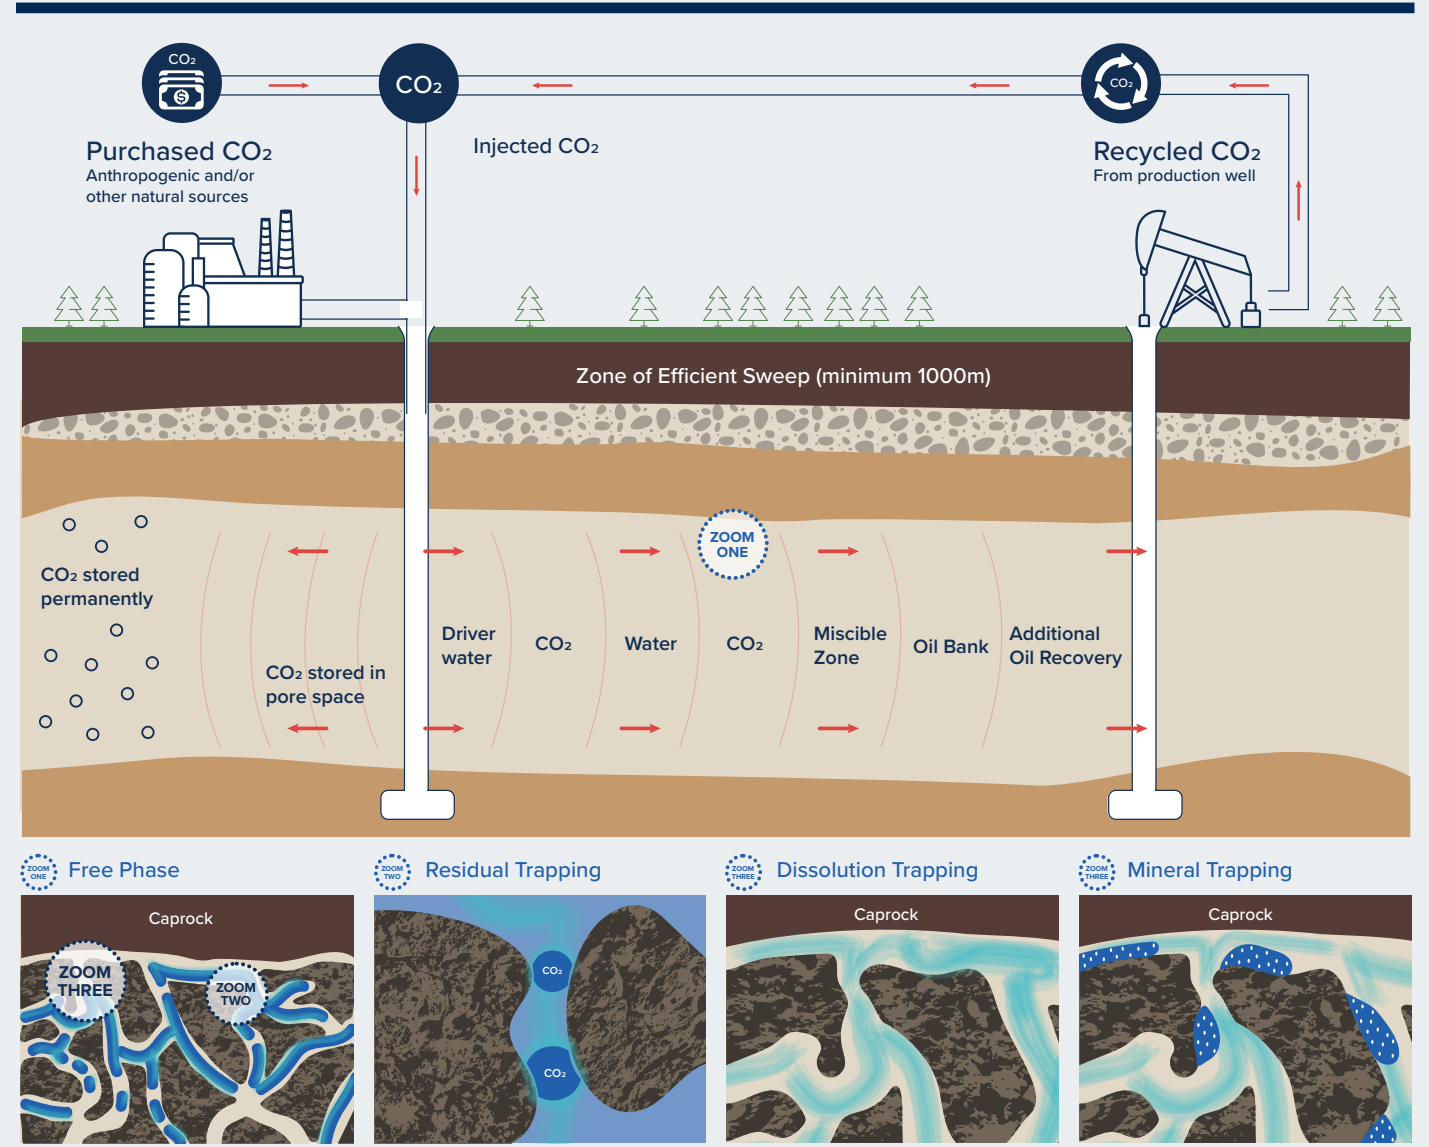 CO₂
CO₂
CO₂
Purchased CO₂
Anthropogenic and/or
other natural sources
Injected CO₂
Recycled CO₂
From production well
Zone of Efficient Sweep (minimum 1000m)
ZOOM
ONE
CO₂ stored
permanently
CO₂ stored in
pore space
Driver
water
CO₂
Water
CO₂
Miscible
Zone
Oil Bank
Additional
Oil Recovery
ZOOM
ONE
Free Phase
ZOOM
TWO
Residual Trapping
ZOOM
THREE
Dissolution Trapping
ZOOM
THREE
Mineral Trapping
Caprock
ZOOM
THREE
ZOOM
TWO
CO₂
CO₂
Caprock
Caprock